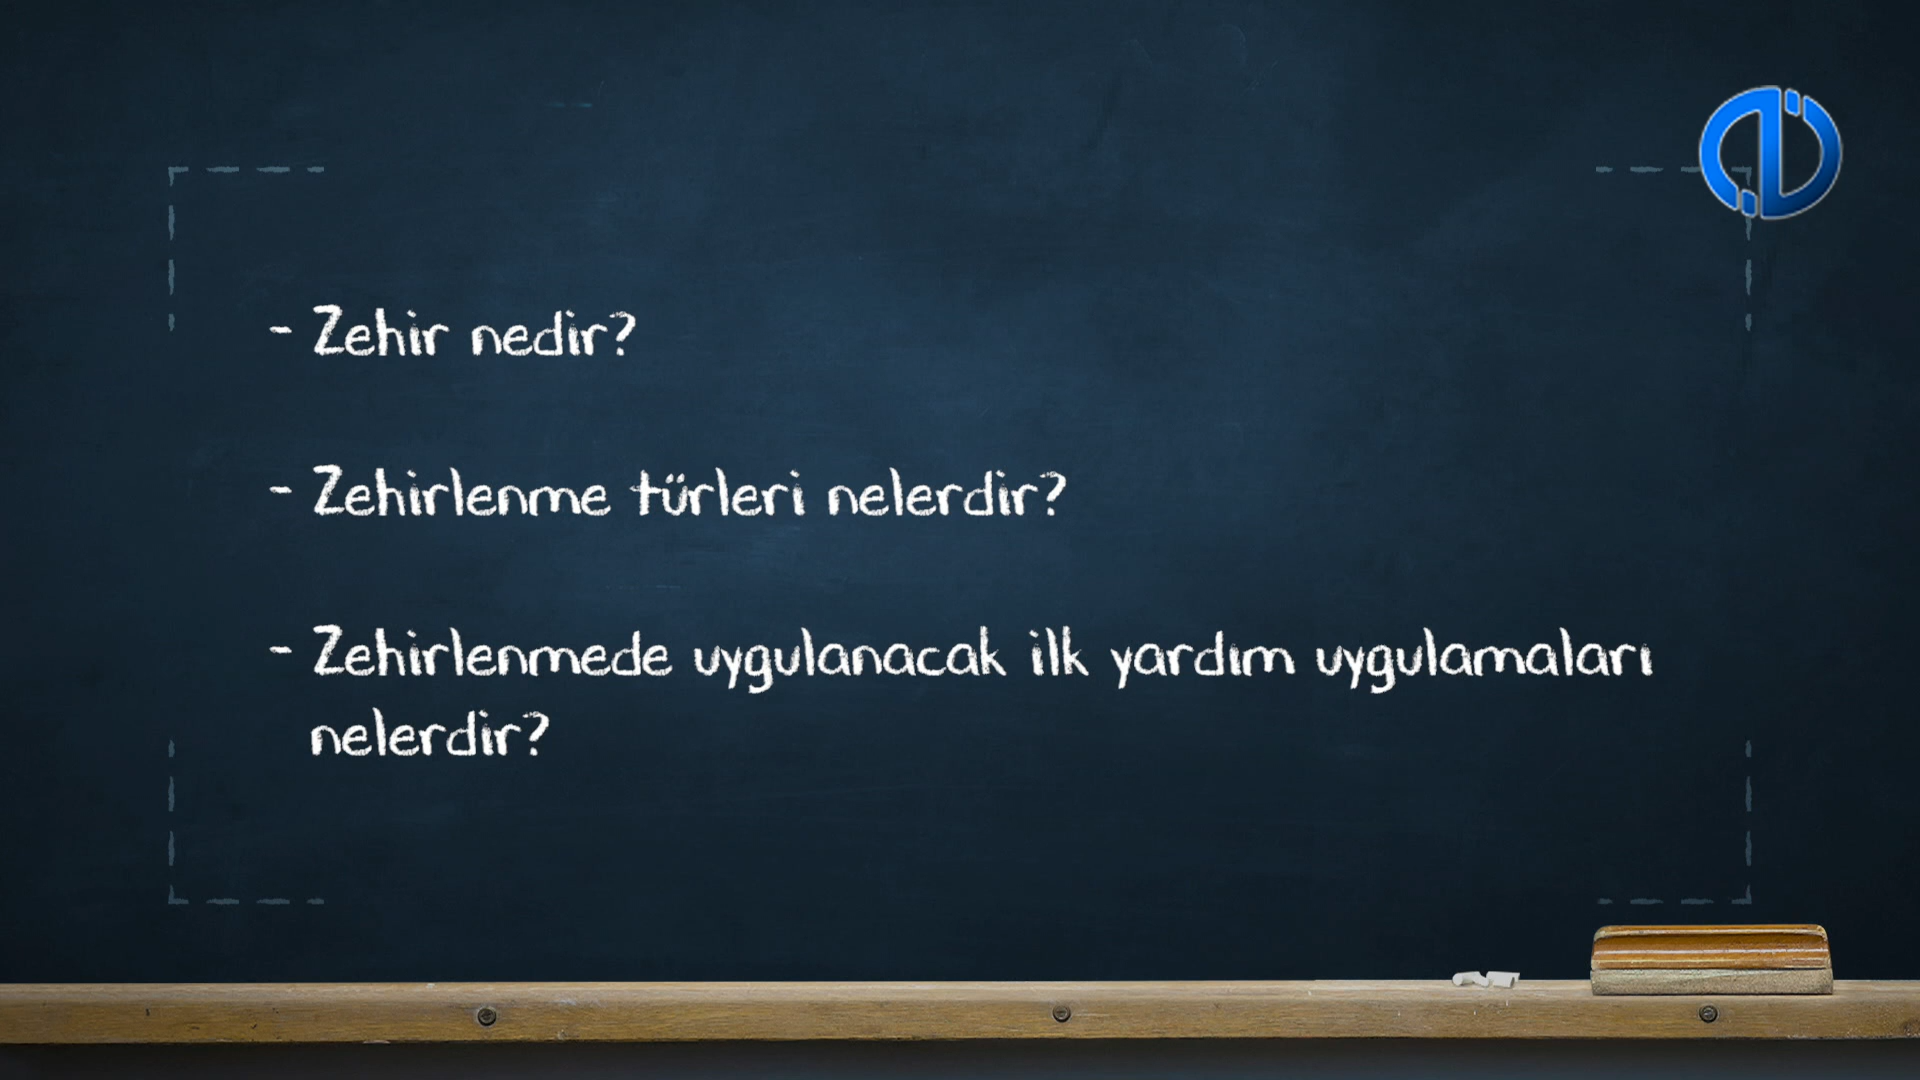 - Zehir nedir?
- Zehirlenme türleri nelerdir?
- Zehirlenmede uygulanacak ilk yardım uygulamaları
nelerdir?